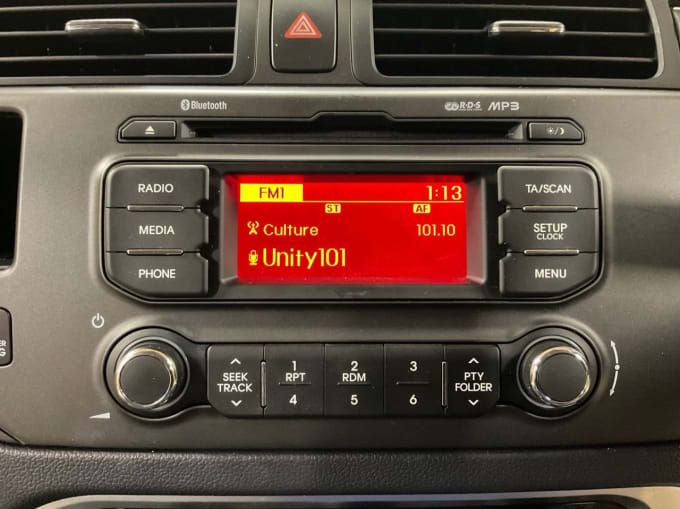 Bluetooth
R·D·S MP3
RADIO
MEDIA
PHONE
FM1 1:13
ST AF
Culture 101.10
Unity101
TA/SCAN
SETUP
CLOCK
MENU
SEEK
TRACK
1 2 3
RPT RDM
4 5 6
PTY
FOLDER